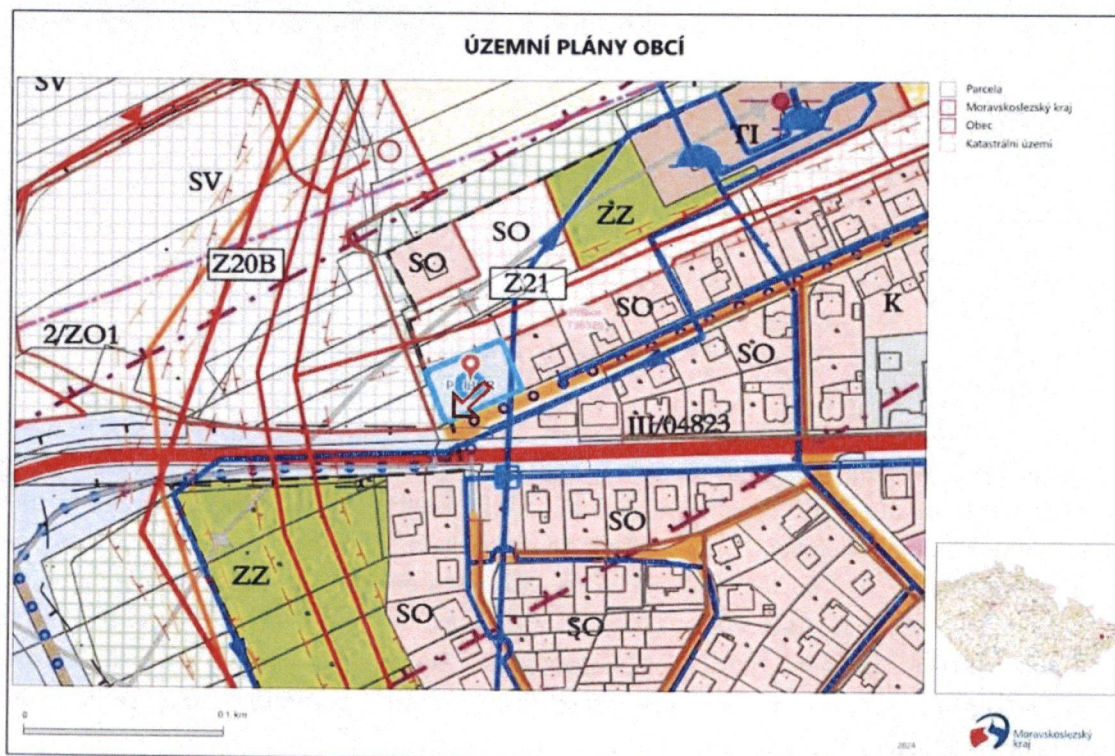 ÚZEMNÍ PLÁNY OBCÍ
Parcela
Moravskoslezský kraj
Obec
Katastrální území
SV
TI
SV
ZZ
SO
SO
Z20B
Z21
SO
K
2/ZO1
SO
III/04823
SO
ZZ
SO
SO
0
0.1 km
2024
Moravskoslezský
kraj